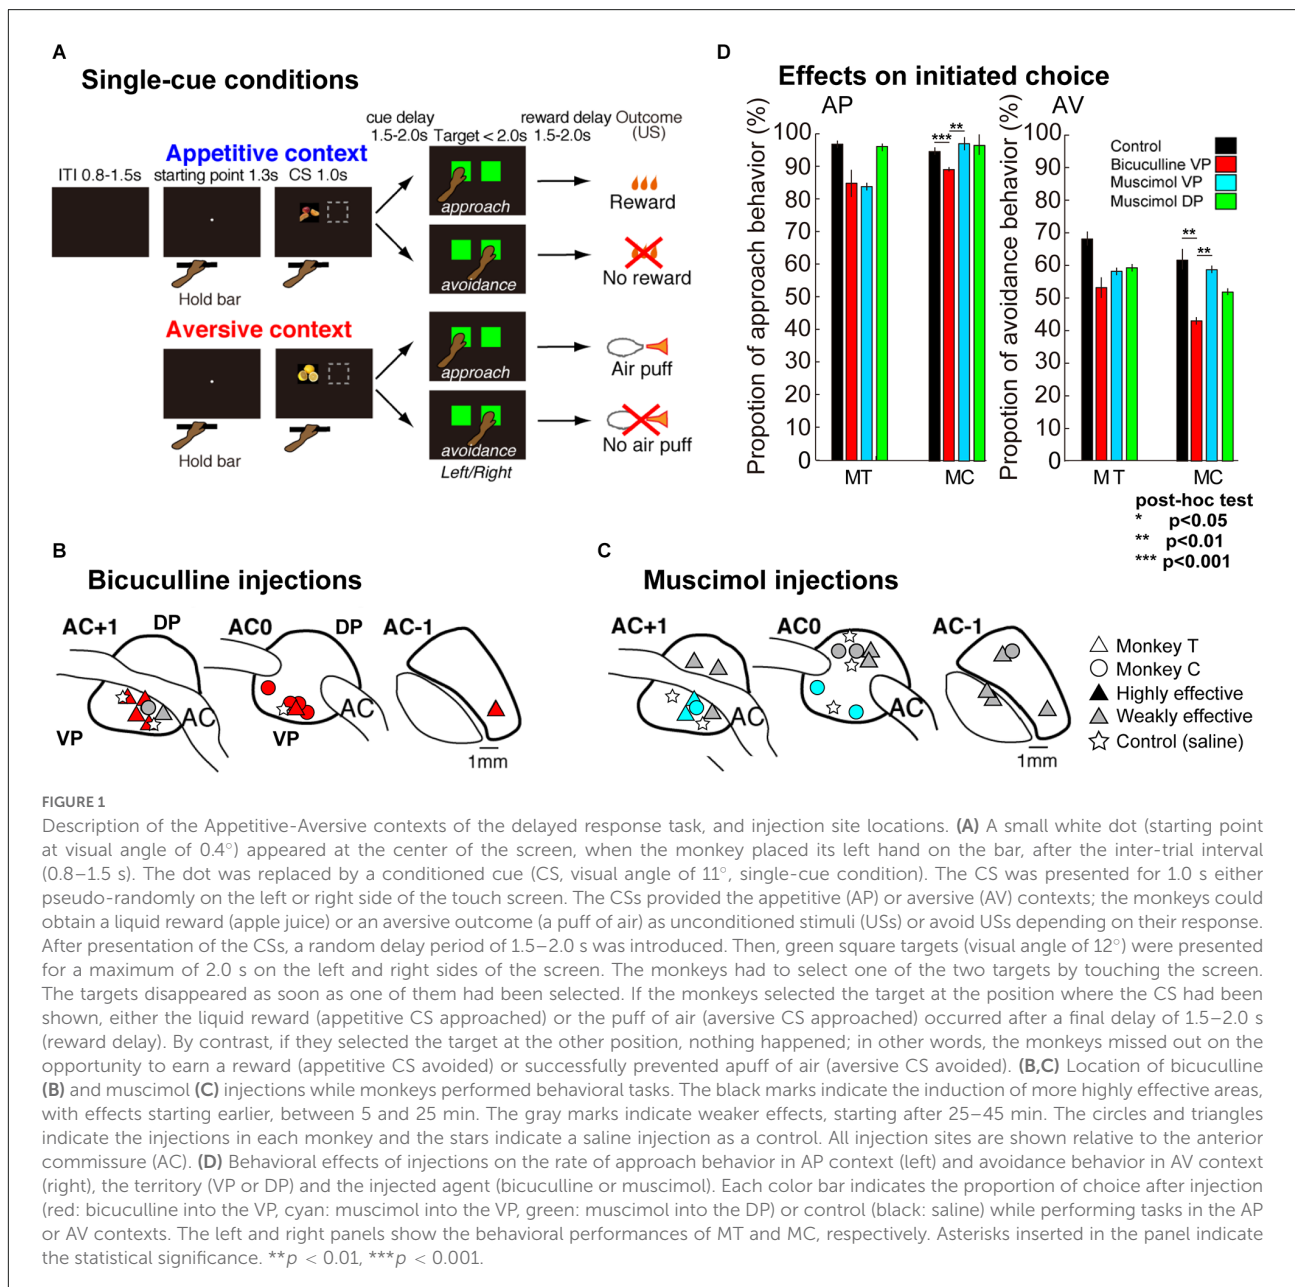 A
Single-cue conditions
cue delay
1.5-2.0s
Target < 2.0s
reward delay
1.5-2.0s
Outcome
(US)
Appetitive context
ITI 0.8-1.5s
starting point 1.3s
CS 1.0s
approach
Reward
avoidance
No reward
Hold bar
Aversive context
approach
Air puff
avoidance
No air puff
Hold bar
Left/Right
D
Effects on initiated choice
AP
Propotion of approach behavior (%)
100
90
80
70
60
50
40
30
20
10
0
MT
MC
***
**
AV
Propotion of avoidance behavior (%)
100
90
80
70
60
50
40
30
20
10
0
MT
MC
**
**
Control
Bicuculline VP
Muscimol VP
Muscimol DP
post-hoc test
* p<0.05
** p<0.01
*** p<0.001
B
Bicuculline injections
AC+1
DP
AC
VP
AC0
DP
AC
VP
AC-1
1mm
C
Muscimol injections
AC+1
AC
AC0
AC-1
1mm
Monkey T
Monkey C
Highly effective
Weakly effective
Control (saline)
FIGURE 1
Description of the Appetitive-Aversive contexts of the delayed response task, and injection site locations. (A) A small white dot (starting point
at visual angle of 0.4°) appeared at the center of the screen, when the monkey placed its left hand on the bar, after the inter-trial interval
(0.8–1.5 s). The dot was replaced by a conditioned cue (CS, visual angle of 11°, single-cue condition). The CS was presented for 1.0 s either
pseudo-randomly on the left or right side of the touch screen. The CSs provided the appetitive (AP) or aversive (AV) contexts; the monkeys could
obtain a liquid reward (apple juice) or an aversive outcome (a puff of air) as unconditioned stimuli (USs) or avoid USs depending on their response.
After presentation of the CSs, a random delay period of 1.5–2.0 s was introduced. Then, green square targets (visual angle of 12°) were presented
for a maximum of 2.0 s on the left and right sides of the screen. The monkeys had to select one of the two targets by touching the screen.
The targets disappeared as soon as one of them had been selected. If the monkeys selected the target at the position where the CS had been
shown, either the liquid reward (appetitive CS approached) or the puff of air (aversive CS approached) occurred after a final delay of 1.5–2.0 s
(reward delay). By contrast, if they selected the target at the other position, nothing happened; in other words, the monkeys missed out on the
opportunity to earn a reward (appetitive CS avoided) or successfully prevented apuff of air (aversive CS avoided). (B,C) Location of bicuculline
(B) and muscimol (C) injections while monkeys performed behavioral tasks. The black marks indicate the induction of more highly effective areas,
with effects starting earlier, between 5 and 25 min. The gray marks indicate weaker effects, starting after 25–45 min. The circles and triangles
indicate the injections in each monkey and the stars indicate a saline injection as a control. All injection sites are shown relative to the anterior
commissure (AC). (D) Behavioral effects of injections on the rate of approach behavior in AP context (left) and avoidance behavior in AV context
(right), the territory (VP or DP) and the injected agent (bicuculline or muscimol). Each color bar indicates the proportion of choice after injection
(red: bicuculline into the VP, cyan: muscimol into the VP, green: muscimol into the DP) or control (black: saline) while performing tasks in the AP
or AV contexts. The left and right panels show the behavioral performances of MT and MC, respectively. Asterisks inserted in the panel indicate
the statistical significance. **p < 0.01, ***p < 0.001.